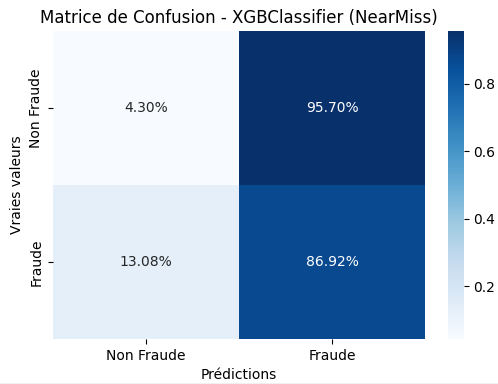 Matrice de Confusion - XGBClassifier (NearMiss)
Vraies valeurs
Non Fraude
4.30%
95.70%
Fraude
13.08%
86.92%
Non Fraude
Fraude
Prédictions
0.8
0.6
0.4
0.2